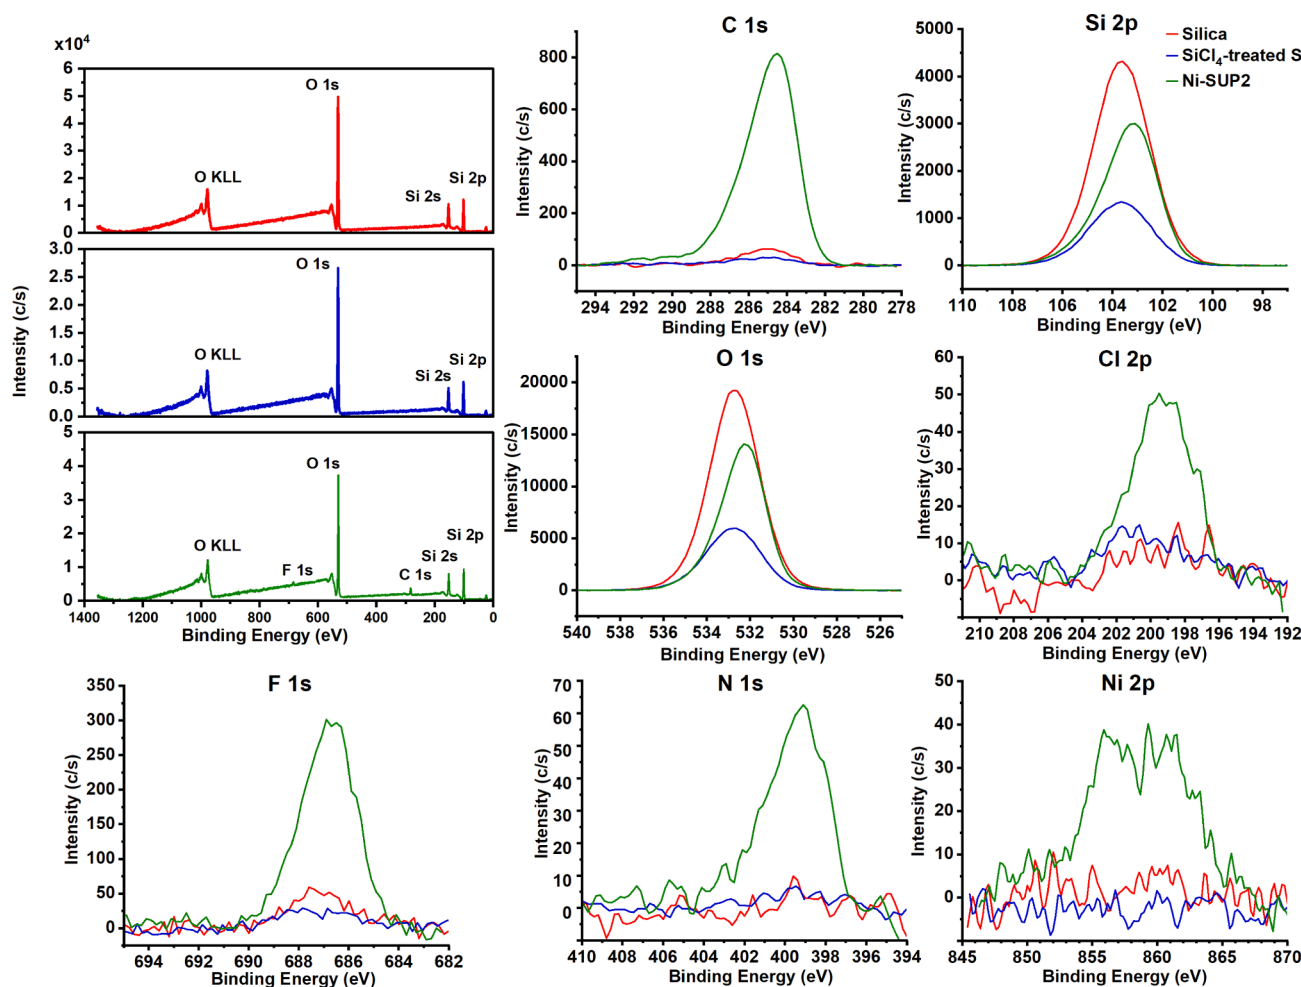 x10⁴
6
5
4
3
2
1
0
O KLL
O 1s
Si 2s
Si 2p
3.0
2.5
2.0
1.5
1.0
0.5
0.0
O KLL
O 1s
Si 2s
Si 2p
5
4
3
2
1
0
O KLL
F 1s
O 1s
C 1s
Si 2s
Si 2p
1400 1200 1000 800 600 400 200 0
Binding Energy (eV)
Intensity (c/s)
C 1s
800
600
400
200
0
294 292 290 288 286 284 282 280 278
Binding Energy (eV)
Intensity (c/s)
Si 2p
Silica
SiCl₄-treated S
Ni-SUP2
5000
4000
3000
2000
1000
0
110 108 106 104 102 100 98
Binding Energy (eV)
Intensity (c/s)
O 1s
20000
15000
10000
5000
0
540 538 536 534 532 530 528 526
Binding Energy (eV)
Intensity (c/s)
Cl 2p
60
50
40
30
20
10
0
-10
210 208 206 204 202 200 198 196 194 192
Binding Energy (eV)
Intensity (c/s)
F 1s
350
300
250
200
150
100
50
0
694 692 690 688 686 684 682
Binding Energy (eV)
Intensity (c/s)
N 1s
70
60
50
40
30
20
10
0
410 408 406 404 402 400 398 396 394
Binding Energy (eV)
Intensity (c/s)
Ni 2p
50
40
30
20
10
0
-10
845 850 855 860 865 870
Binding Energy (eV)
Intensity (c/s)